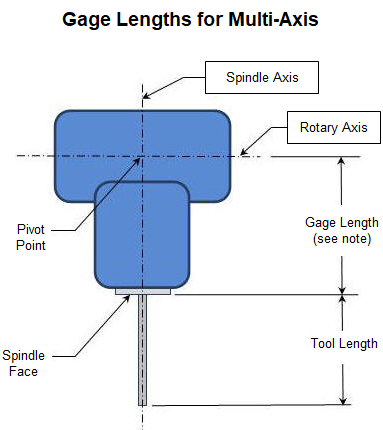 Gage Lengths for Multi-Axis
Spindle Axis
Rotary Axis
Pivot
Point
Gage Length
(see note)
Tool Length
Spindle
Face